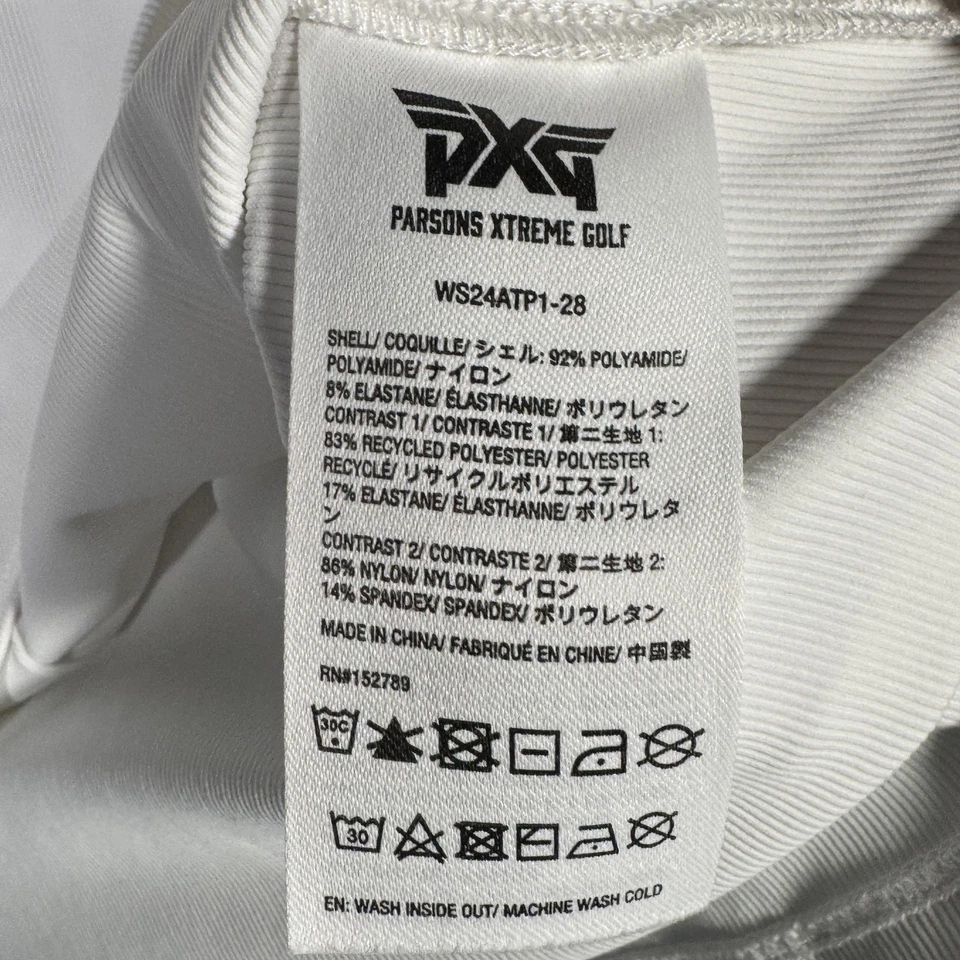 PXG
PARSONS XTREME GOLF
WS24ATP1-28
SHELL/ COQUILLE/ シェル: 92% POLYAMIDE/
POLYAMIDE/ ナイロン
8% ELASTANE/ ÉLASTHANNE/ ポリウレタン
CONTRAST 1/ CONTRASTE 1/ 第二生地 1:
83% RECYCLED POLYESTER/ POLYESTER
RECYCLÉ/ リサイクルポリエステル
17% ELASTANE/ ÉLASTHANNE/ ポリウレタ
ン
CONTRAST 2/ CONTRASTE 2/ 第二生地 2:
86% NYLON/ NYLON/ ナイロン
14% SPANDEX/ SPANDEX/ ポリウレタン
MADE IN CHINA/ FABRIQUÉ EN CHINE/ 中国製
RN#152789
30C
30
EN: WASH INSIDE OUT/ MACHINE WASH COLD